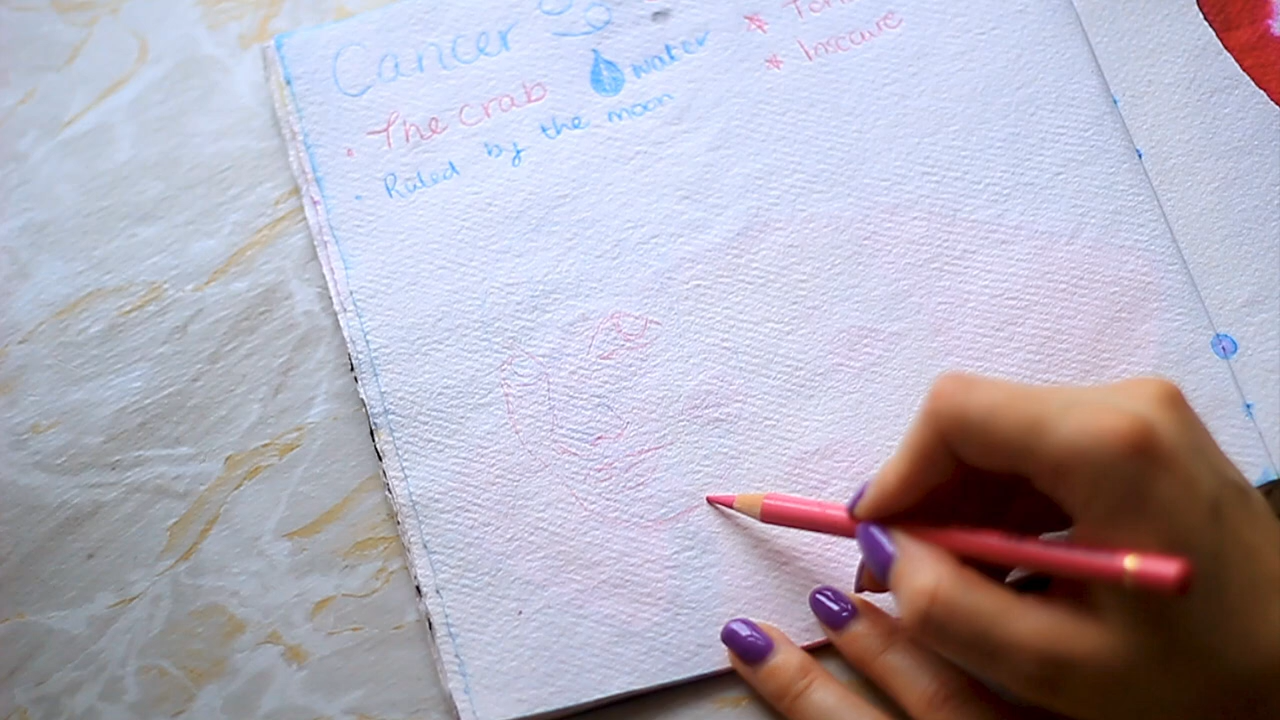 Cancer
• The Crab water
• Ruled by the moon
* Insecure